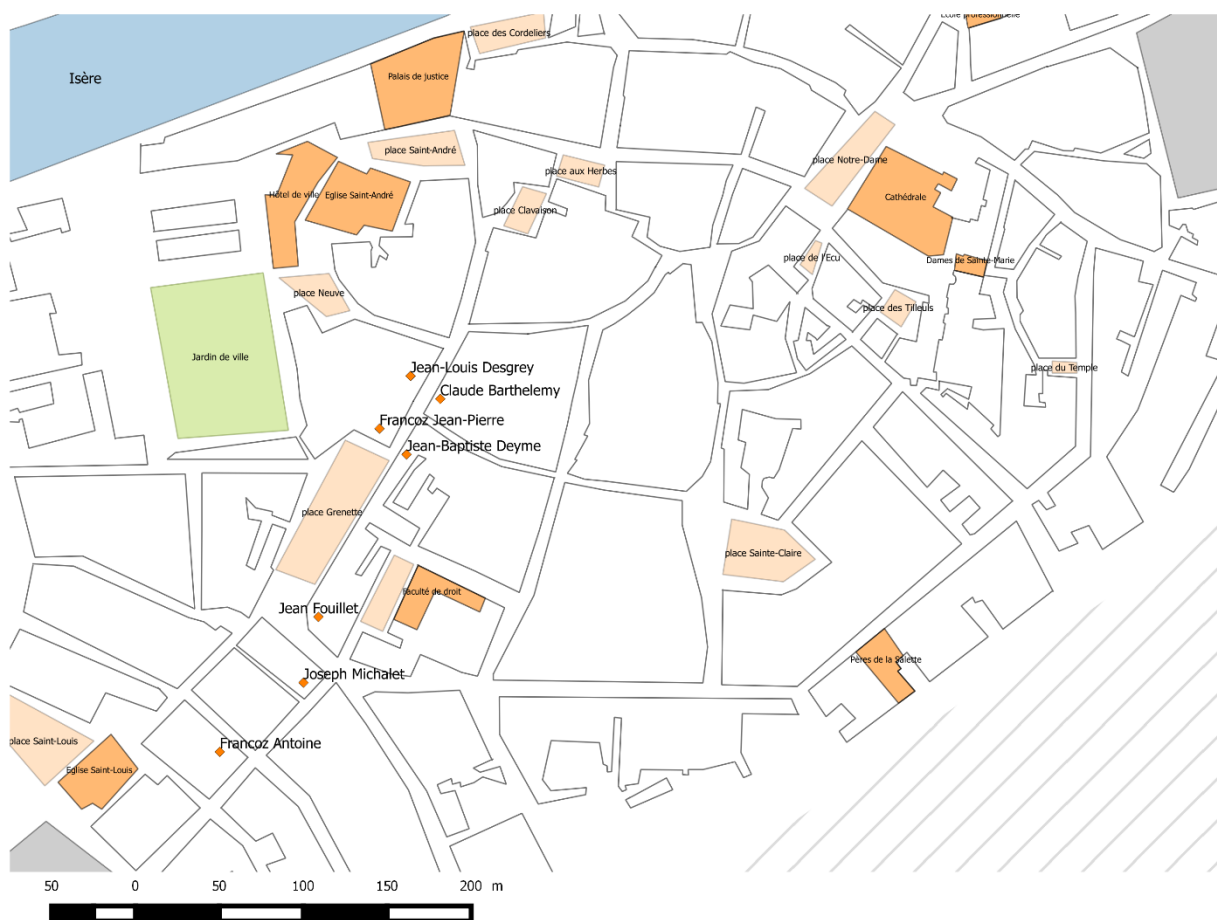 Ecole professionnelle
place des Cordeliers
Isère
Palais de justice
place Saint-André
place Notre-Dame
place aux Herbes
Hôtel de ville
Eglise Saint-André
Cathédrale
place Clavaison
place de l'Ecu
Dames de Sainte-Marie
place Neuve
place des Tilleuls
Jardin de ville
Jean-Louis Desgrey
place du Temple
Claude Barthelemy
Francoz Jean-Pierre
Jean-Baptiste Deyme
place Grenette
place Sainte-Claire
Faculté de droit
Jean Fouillet
Pères de la Salette
Joseph Michalet
place Saint-Louis
Francoz Antoine
Eglise Saint-Louis
50 0 50 100 150 200 m